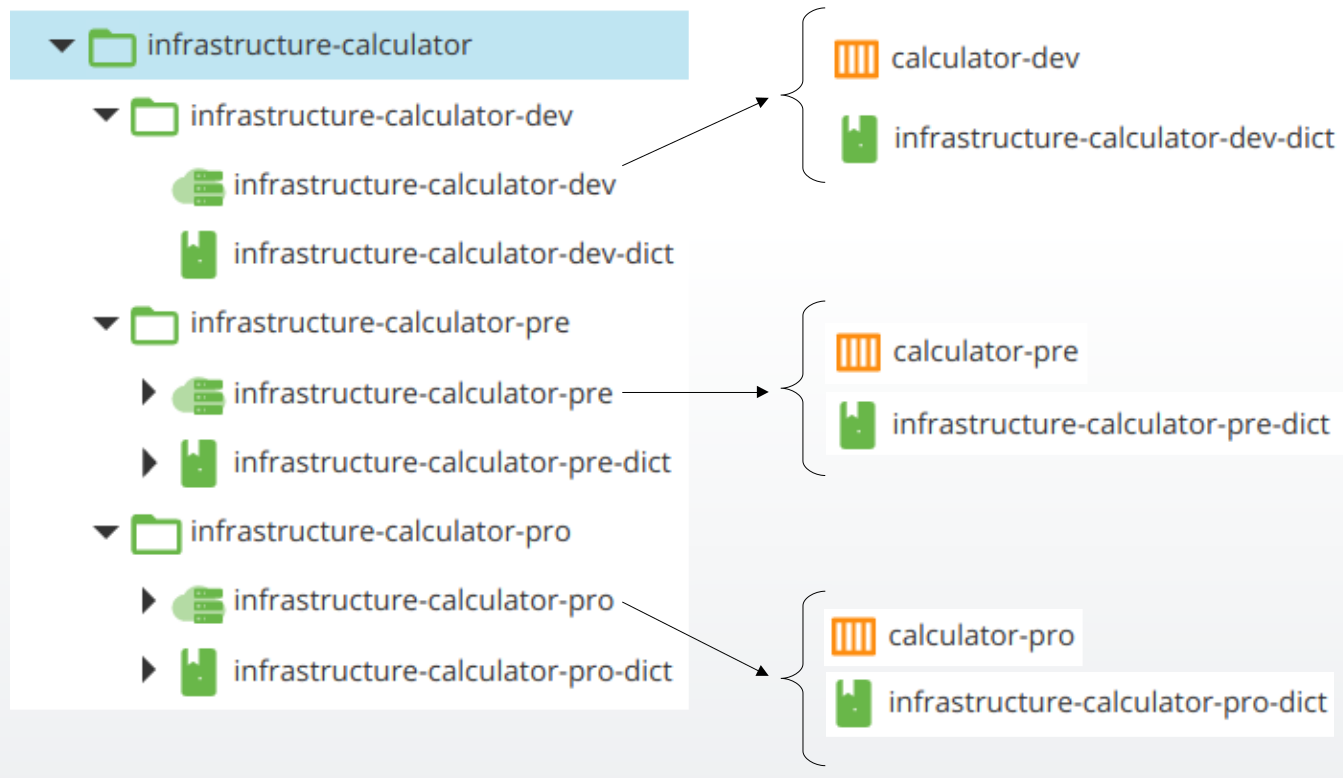 infrastructure-calculator
infrastructure-calculator-dev
infrastructure-calculator-dev
infrastructure-calculator-dev-dict
infrastructure-calculator-pre
infrastructure-calculator-pre
infrastructure-calculator-pre-dict
infrastructure-calculator-pro
infrastructure-calculator-pro
infrastructure-calculator-pro-dict
calculator-dev
infrastructure-calculator-dev-dict
calculator-pre
infrastructure-calculator-pre-dict
calculator-pro
infrastructure-calculator-pro-dict